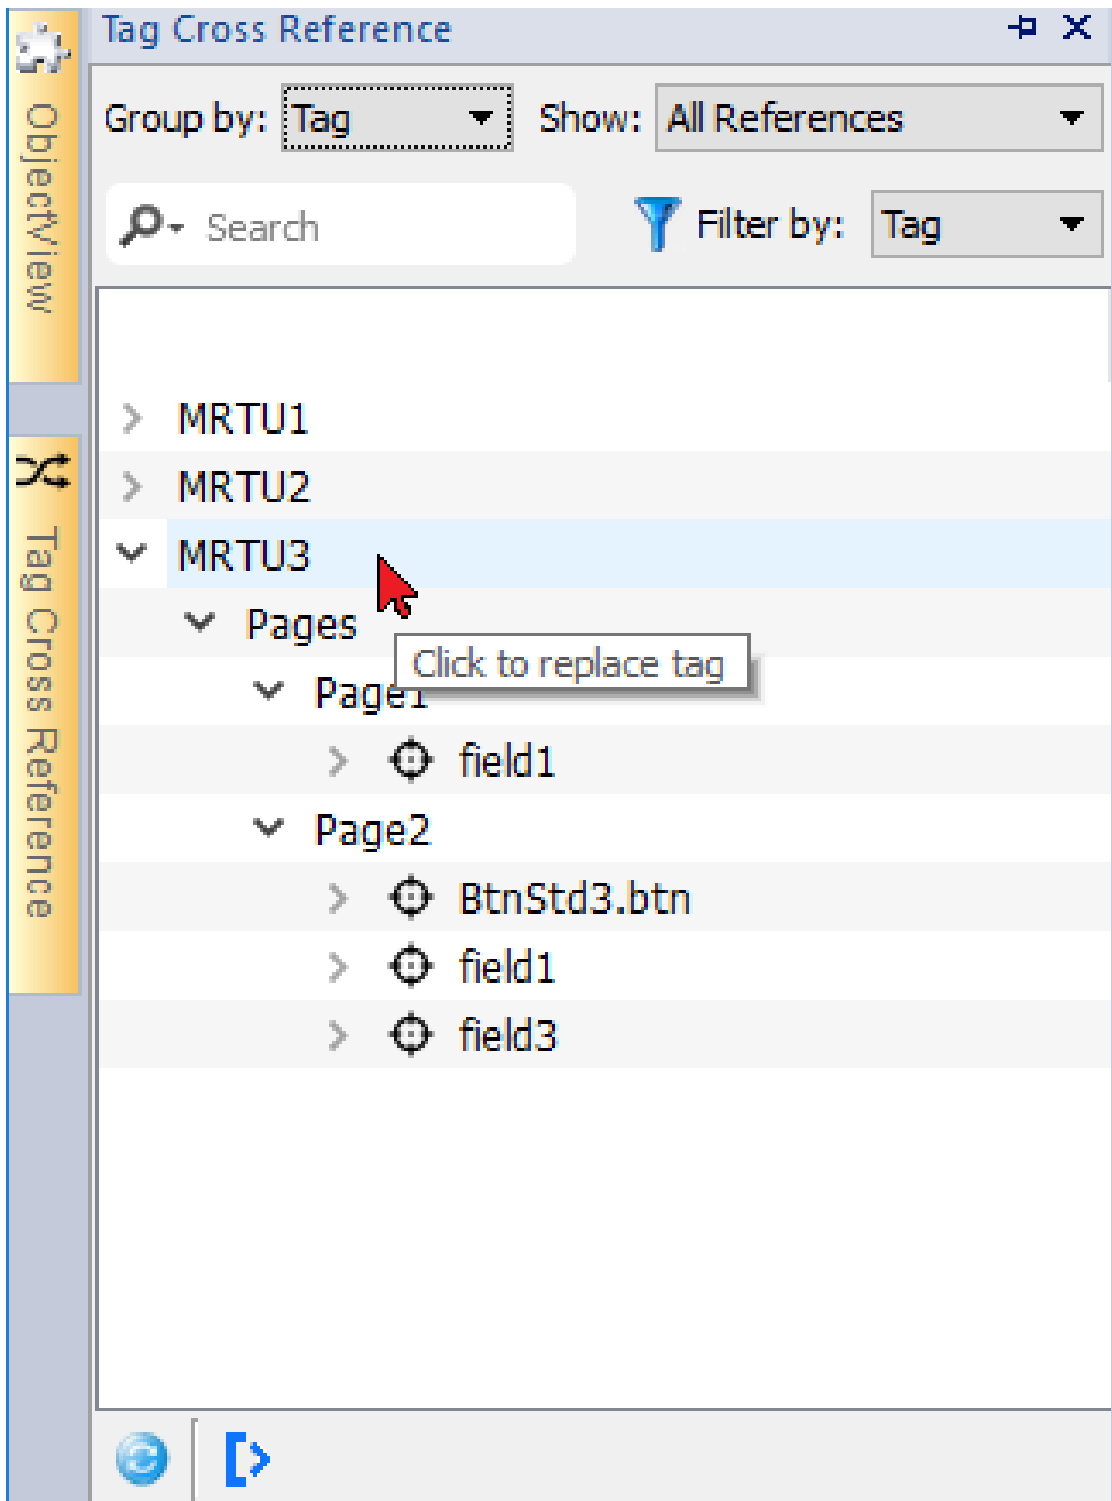 Tag Cross Reference
Group by: Tag Show: All References
Search Filter by: Tag
ObjectView
Tag Cross Reference
MRTU1
MRTU2
MRTU3
Pages
Click to replace tag
Page1
field1
Page2
BtnStd3.btn
field1
field3